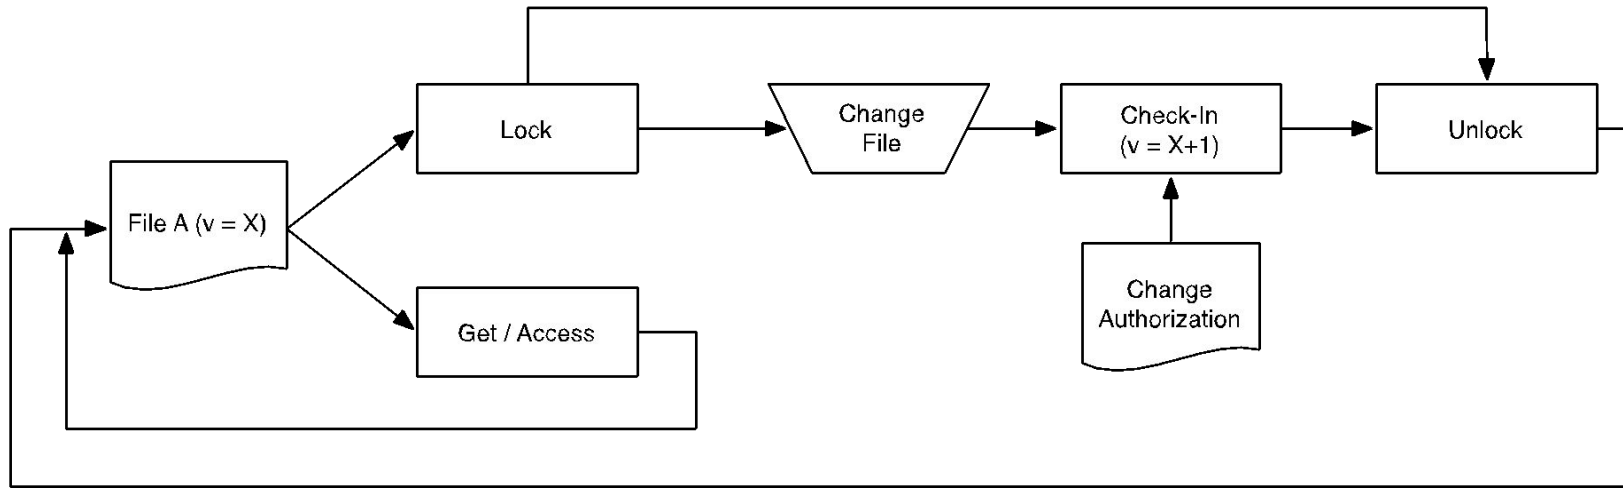 Lock
Change
File
Check-In
(v = X+1)
Unlock
File A (v = X)
Get / Access
Change
Authorization